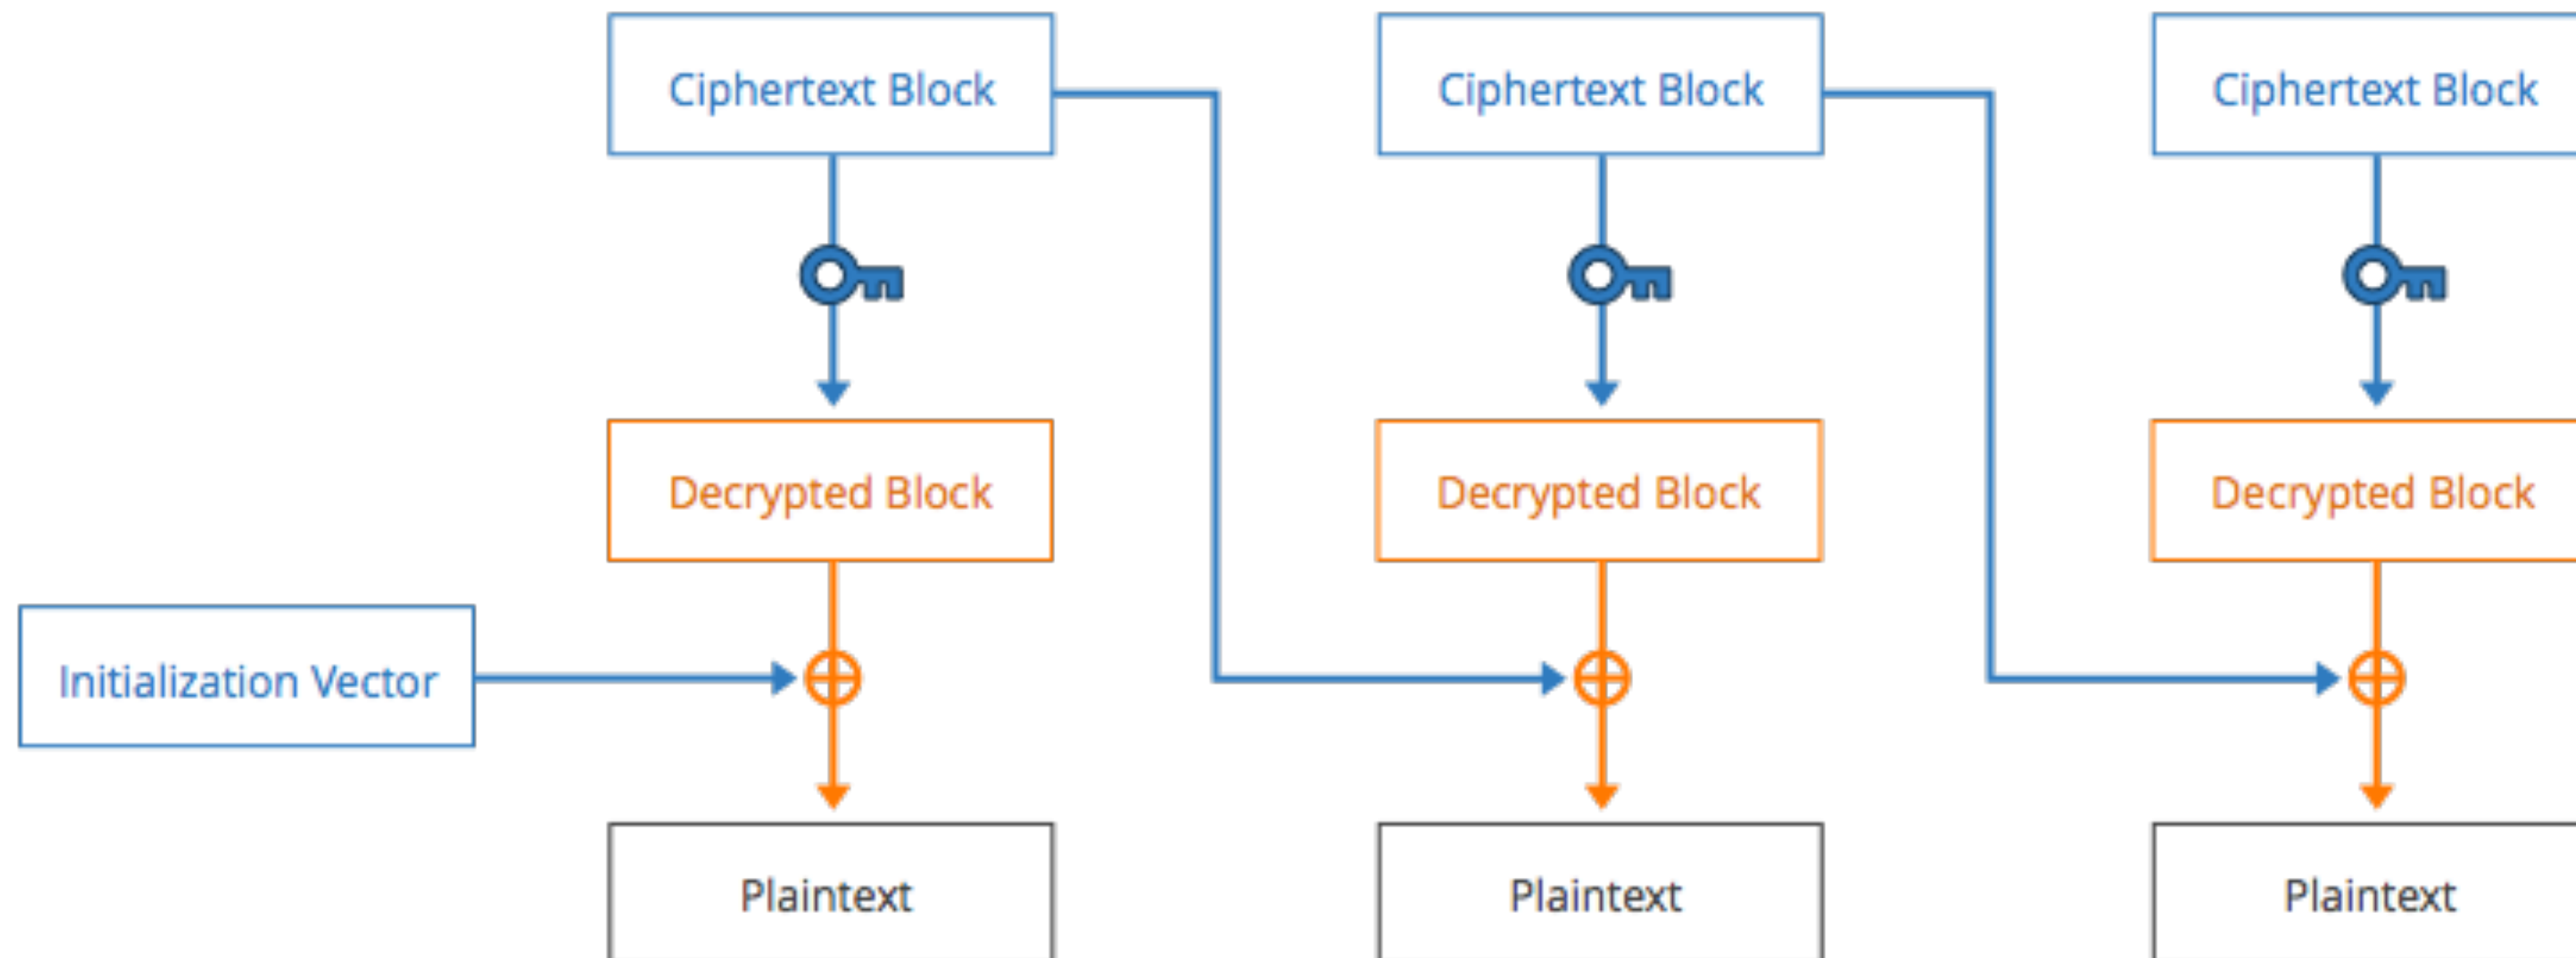 Ciphertext Block
Ciphertext Block
Ciphertext Block
Decrypted Block
Decrypted Block
Decrypted Block
Initialization Vector
Plaintext
Plaintext
Plaintext